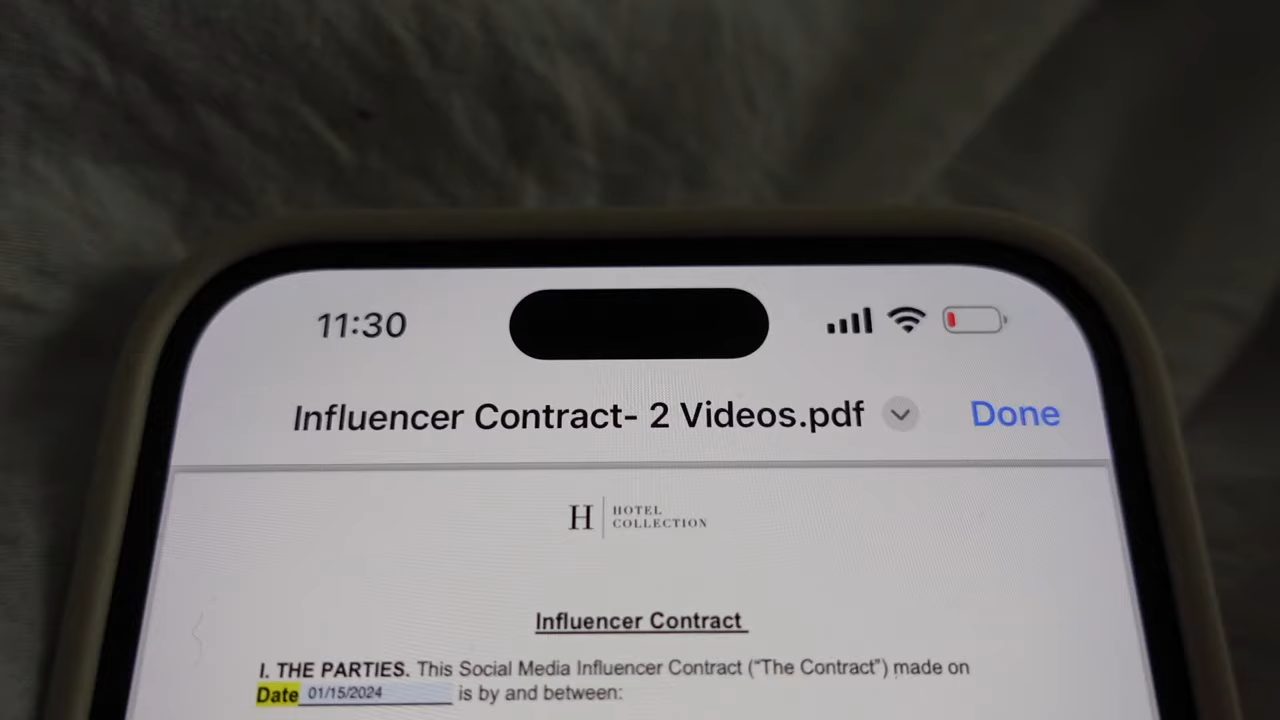 11:30
Influencer Contract- 2 Videos.pdf
Done
H
HOTEL
COLLECTION
Influencer Contract
I. THE PARTIES. This Social Media Influencer Contract (“The Contract”) made on
Date 01/15/2024 is by and between: